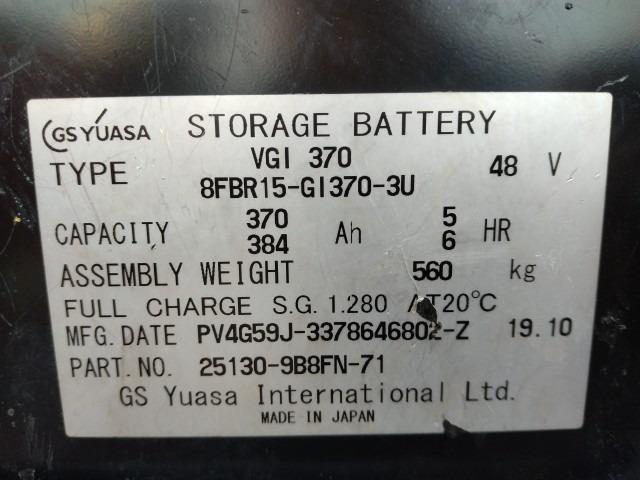 GS YUASA STORAGE BATTERY
TYPE VGI 370 48 V
8FBR15-GI370-3U
CAPACITY 370 Ah 5 HR
384 6
ASSEMBLY WEIGHT 560 kg
FULL CHARGE S.G. 1.280 AT20℃
MFG.DATE PV4G59J-3378646802-Z 19.10
PART.NO. 25130-9B8FN-71
GS Yuasa International Ltd.
MADE IN JAPAN